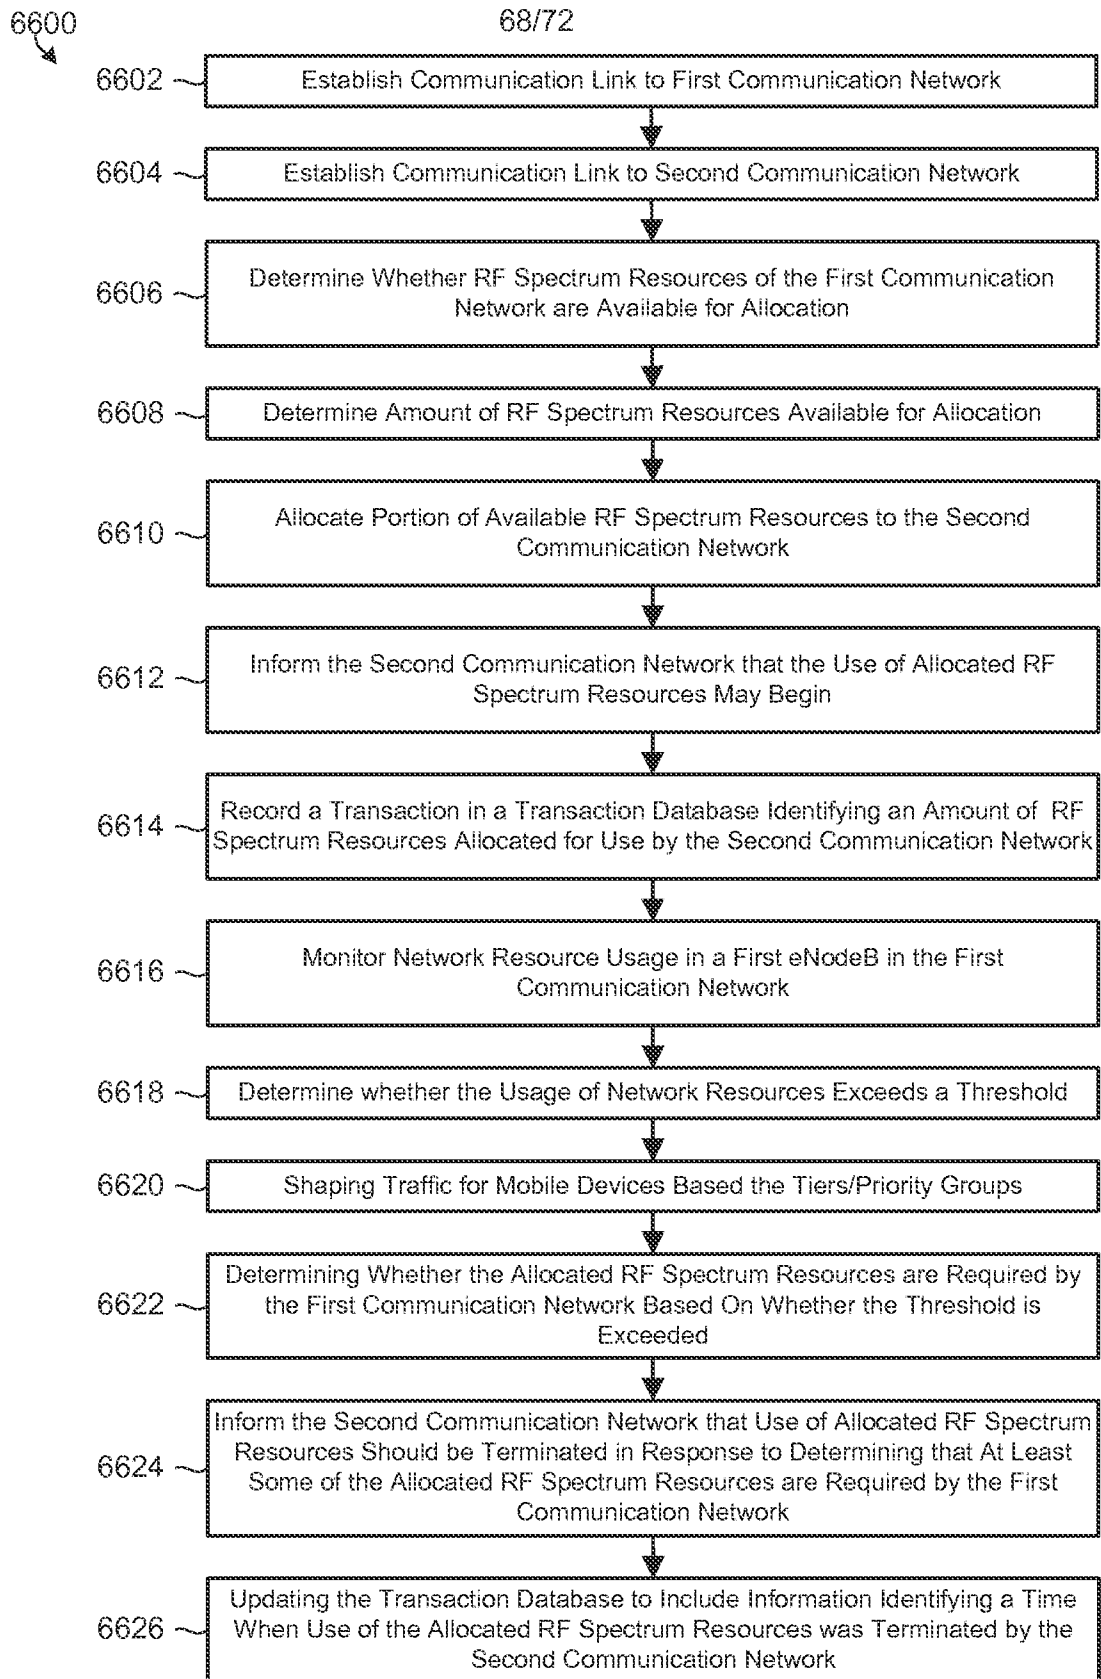 6600
68/72
6602
Establish Communication Link to First Communication Network
6604
Establish Communication Link to Second Communication Network
6606
Determine Whether RF Spectrum Resources of the First Communication
Network are Available for Allocation
6608
Determine Amount of RF Spectrum Resources Available for Allocation
6610
Allocate Portion of Available RF Spectrum Resources to the Second
Communication Network
6612
Inform the Second Communication Network that the Use of Allocated RF
Spectrum Resources May Begin
6614
Record a Transaction in a Transaction Database Identifying an Amount of RF
Spectrum Resources Allocated for Use by the Second Communication Network
6616
Monitor Network Resource Usage in a First eNodeB in the First
Communication Network
6618
Determine whether the Usage of Network Resources Exceeds a Threshold
6620
Shaping Traffic for Mobile Devices Based the Tiers/Priority Groups
6622
Determining Whether the Allocated RF Spectrum Resources are Required by
the First Communication Network Based On Whether the Threshold is
Exceeded
6624
Inform the Second Communication Network that Use of Allocated RF Spectrum
Resources Should be Terminated in Response to Determining that At Least
Some of the Allocated RF Spectrum Resources are Required by the First
Communication Network
6626
Updating the Transaction Database to Include Information Identifying a Time
When Use of the Allocated RF Spectrum Resources was Terminated by the
Second Communication Network